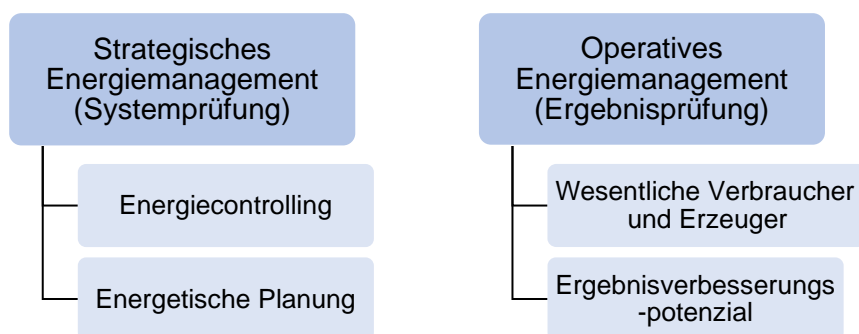 Strategisches
Energiemanagement
(Systemprüfung)
Energiecontrolling
Energetische Planung
Operatives
Energiemanagement
(Ergebnisprüfung)
Wesentliche Verbraucher
und Erzeuger
Ergebnisverbesserungs
-potenzial